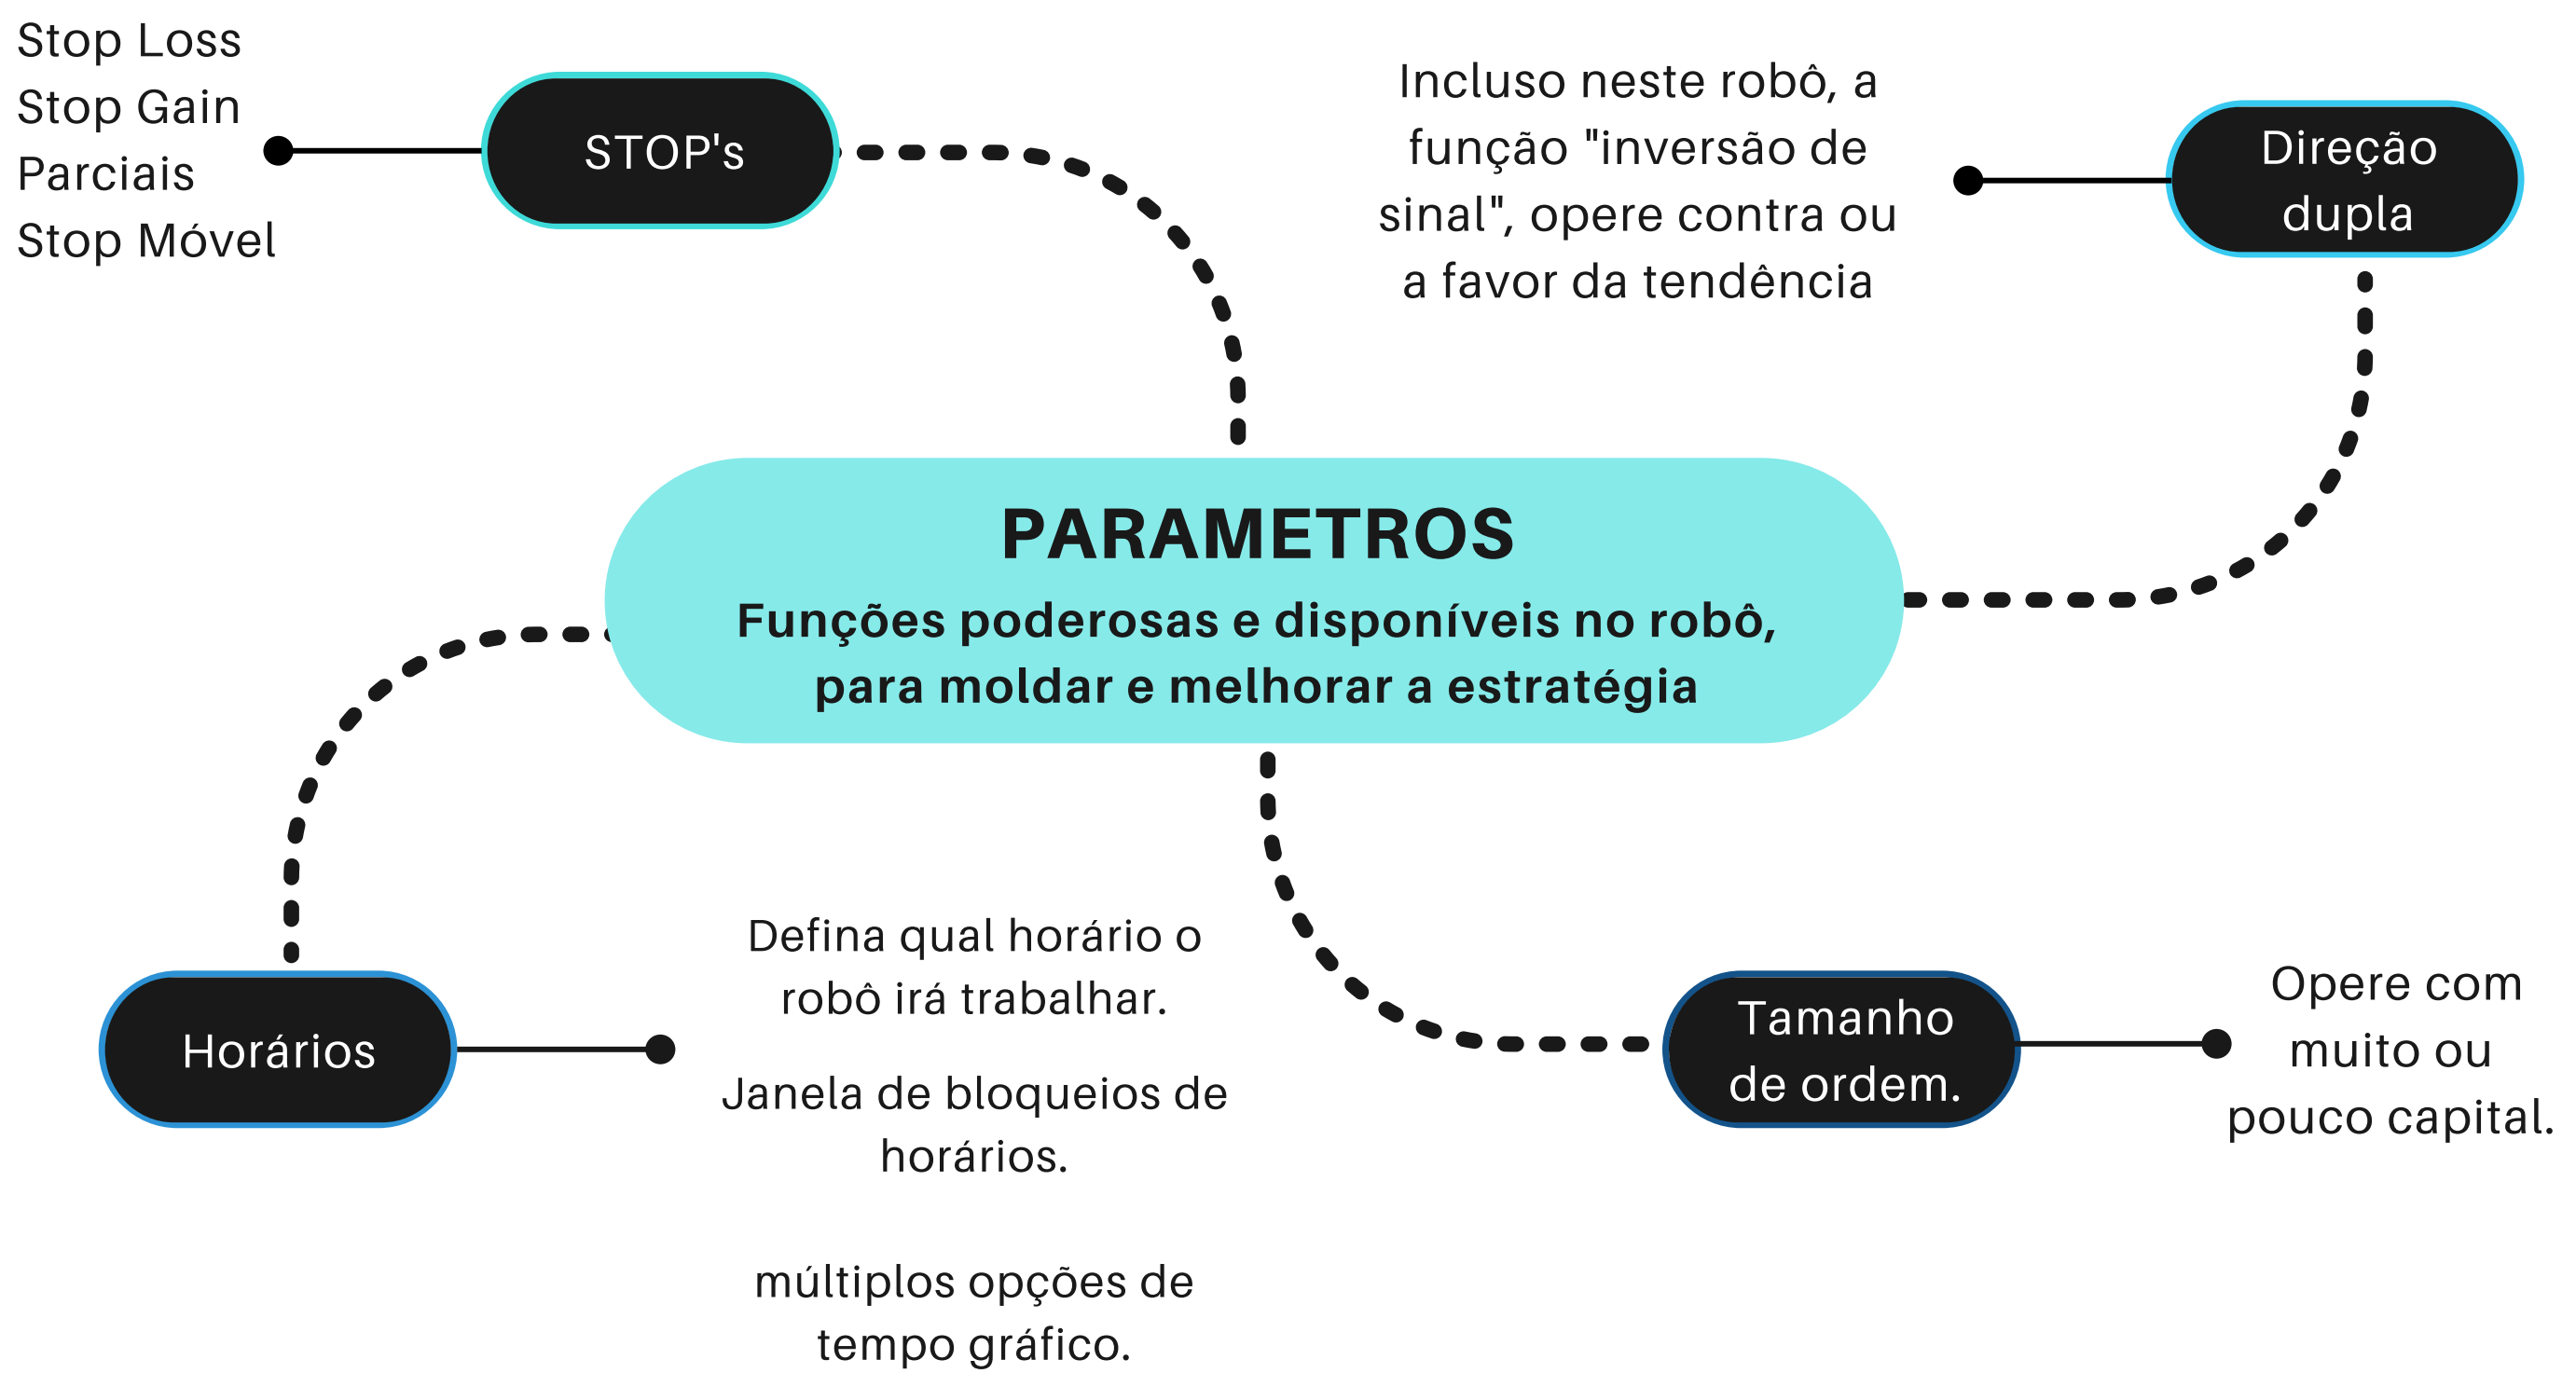 Stop Loss
Stop Gain
Parciais
Stop Móvel
STOP's
Incluso neste robô, a
função "inversão de
sinal", opere contra ou
a favor da tendência
Direção
dupla
PARAMETROS
Funções poderosas e disponíveis no robô,
para moldar e melhorar a estratégia
Horários
Defina qual horário o
robô irá trabalhar.
Janela de bloqueios de
horários.
múltiplos opções de
tempo gráfico.
Tamanho
de ordem.
Opere com
muito ou
pouco capital.